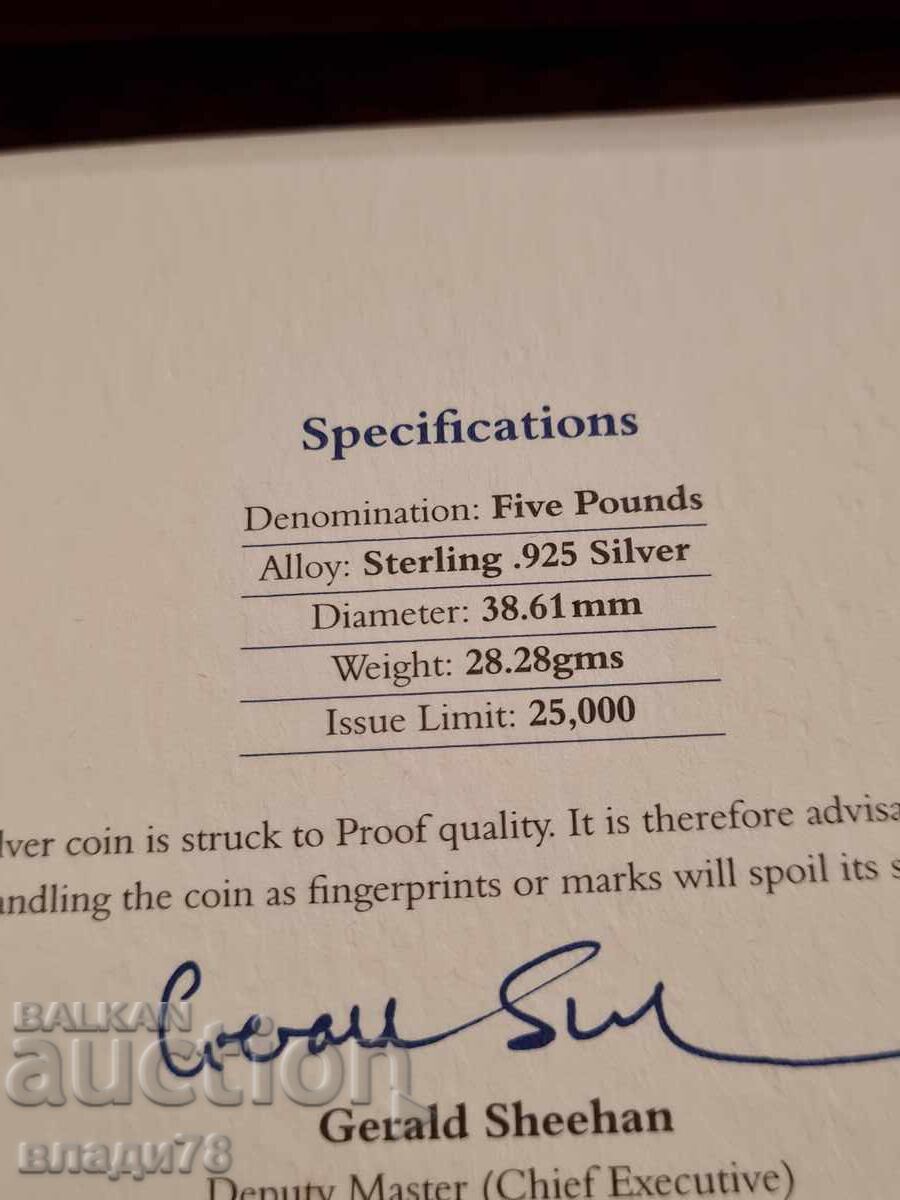 Specifications
Denomination: Five Pounds
Alloy: Sterling .925 Silver
Diameter: 38.61mm
Weight: 28.28gms
Issue Limit: 25,000
lver coin is struck to Proof quality. It is therefore advisa
andling the coin as fingerprints or marks will spoil its s
Gerald Sheehan
Deputy Master (Chief Executive)
BALKAN
auction
влади78